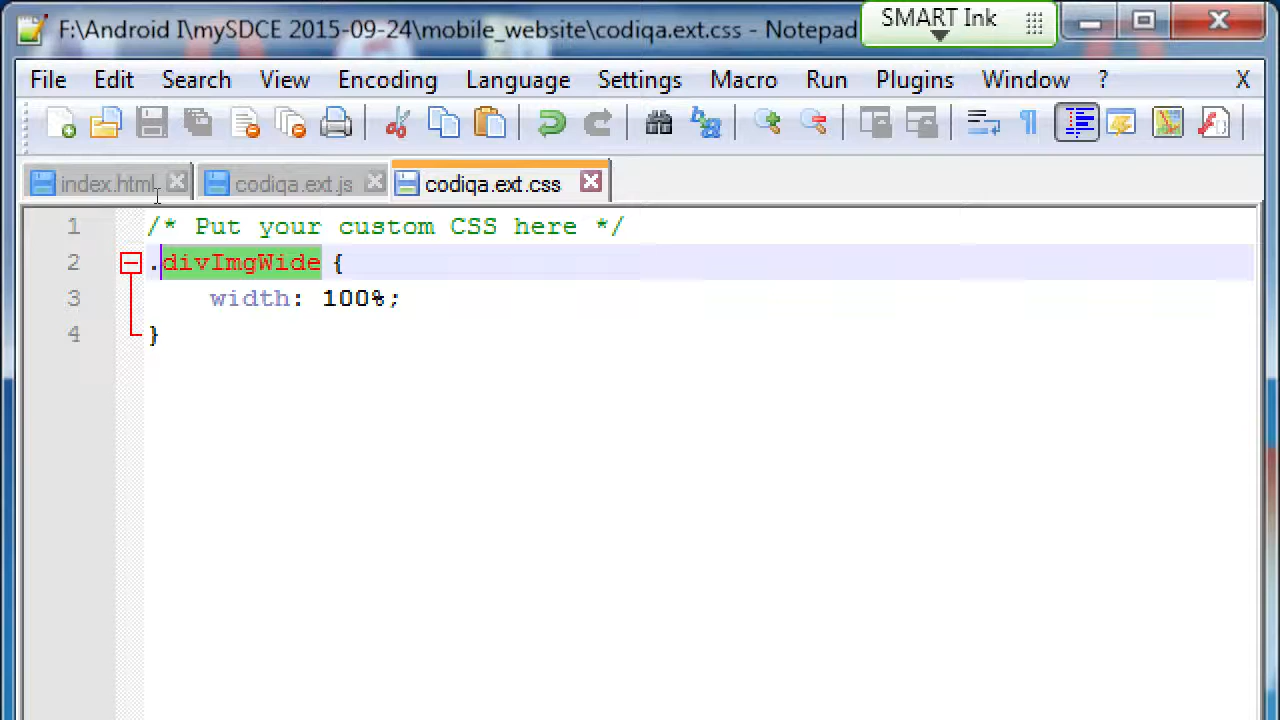 F:\Android I\mySDCE 2015-09-24\mobile_website\codiqa.ext.css - Notepad
SMART Ink
File Edit Search View Encoding Language Settings Macro Run Plugins Window ? X
index.html codiqa.ext.js codiqa.ext.css
1 /* Put your custom CSS here */
2 .divImgWide {
3 width: 100%;
4 }